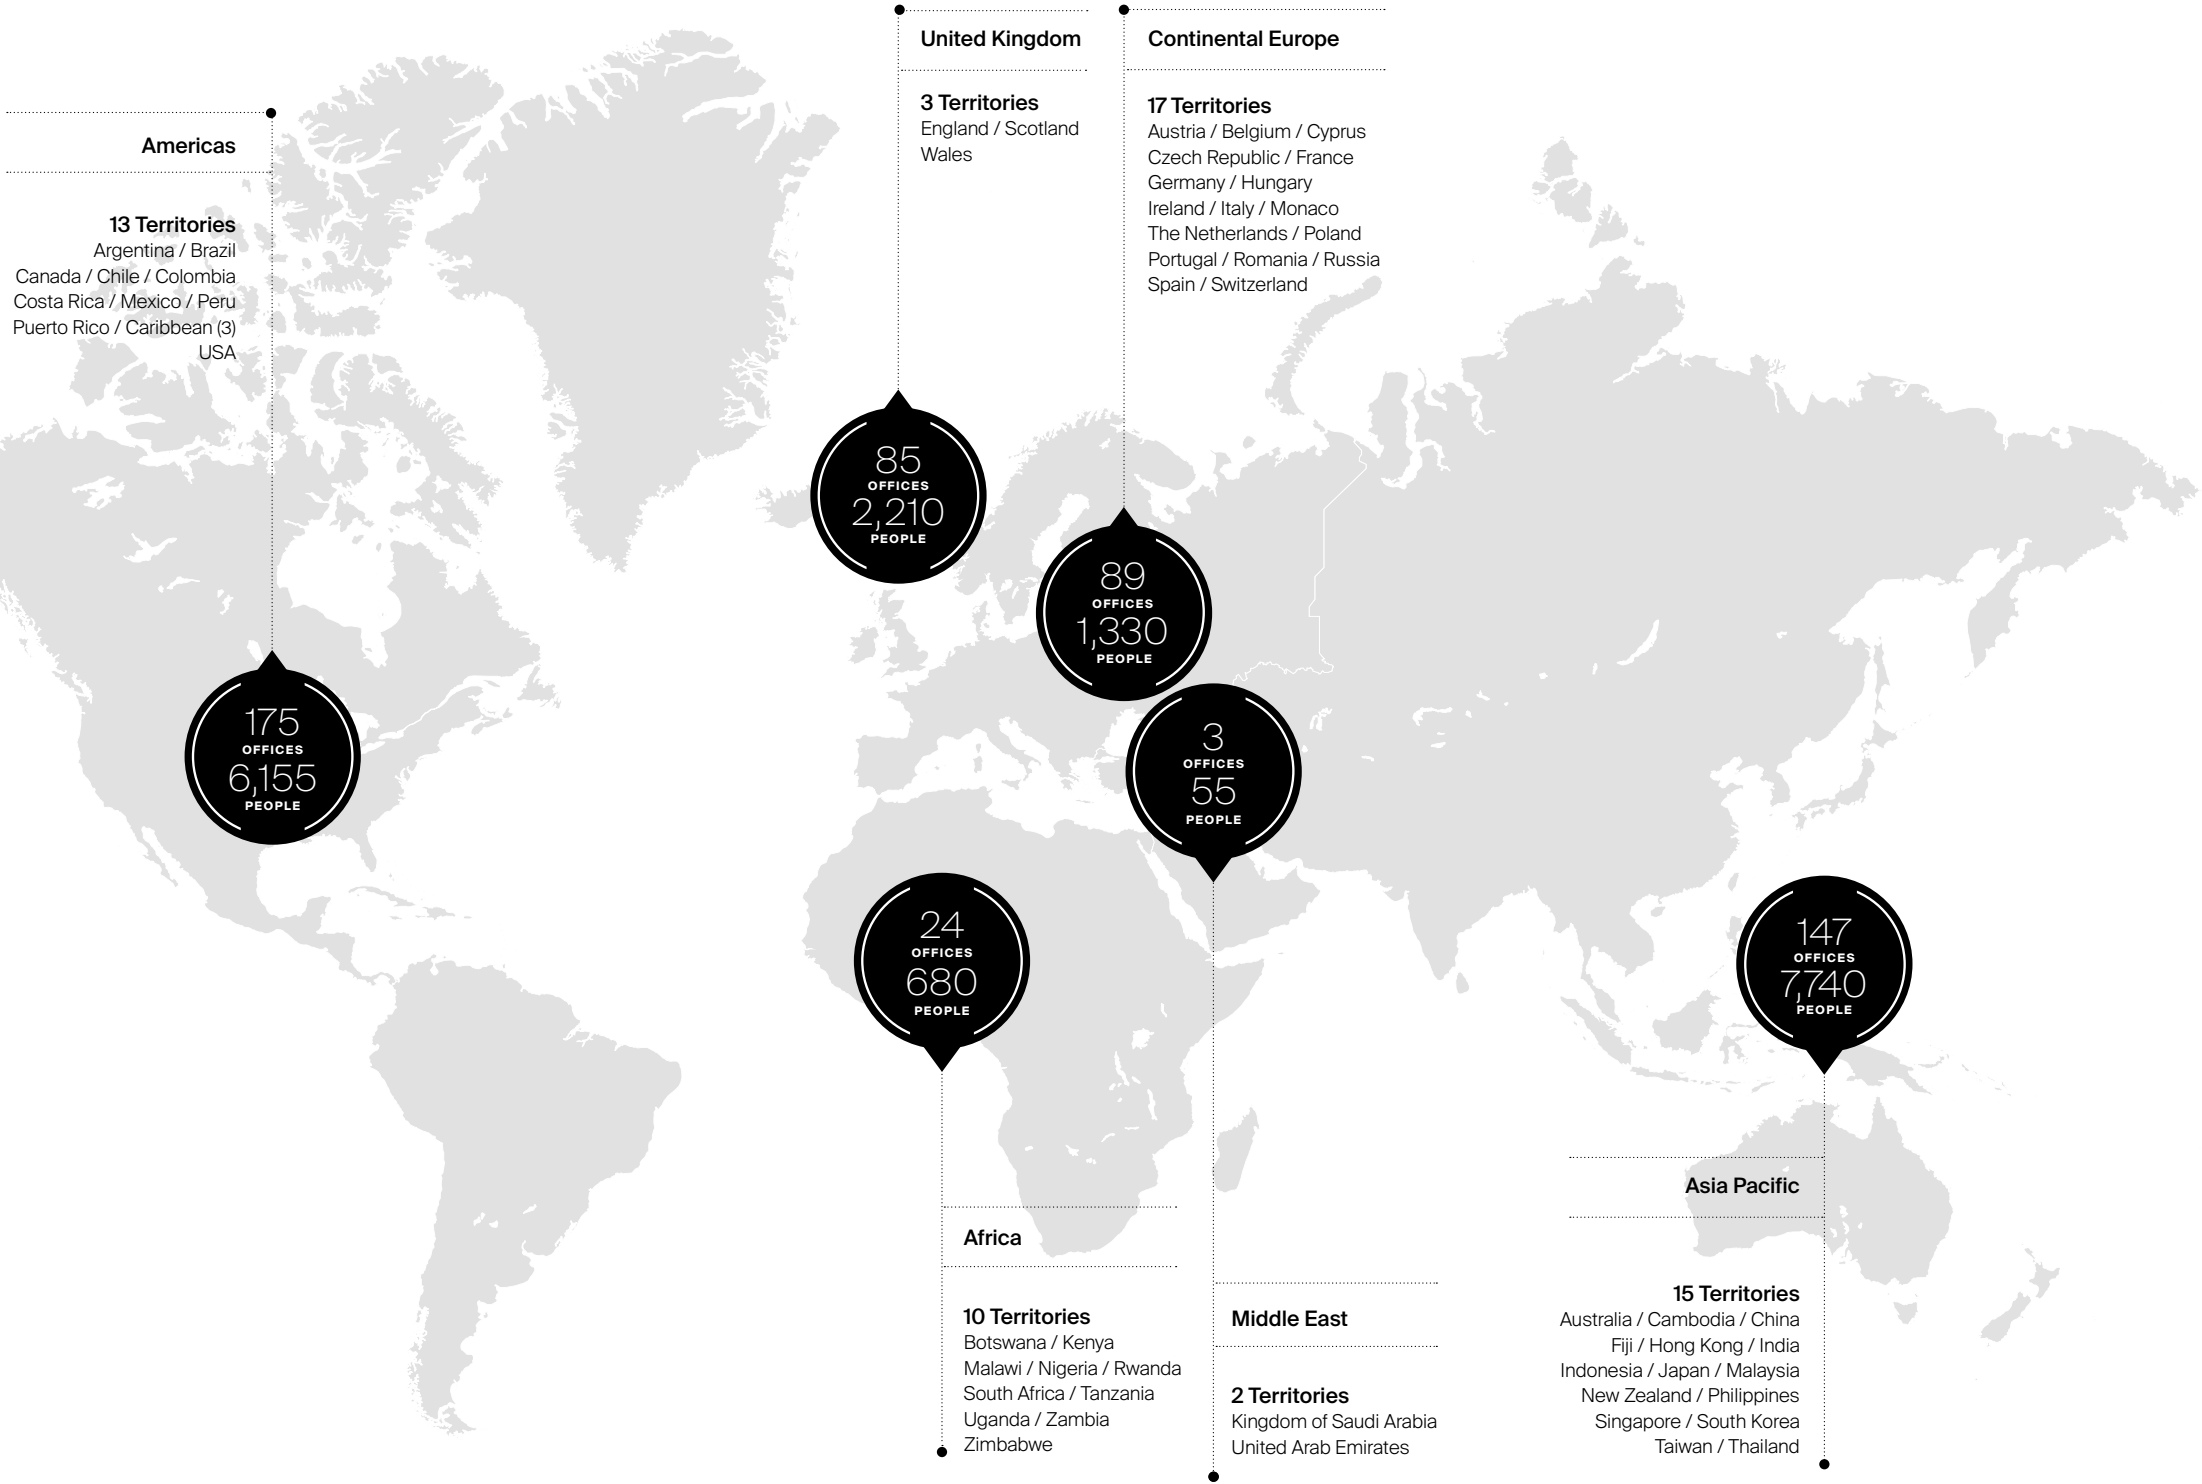 Americas
13 Territories
Argentina / Brazil
Canada / Chile / Colombia
Costa Rica / Mexico / Peru
Puerto Rico / Caribbean (3)
USA
175
OFFICES
6,155
PEOPLE
United Kingdom
3 Territories
England / Scotland
Wales
85
OFFICES
2,210
PEOPLE
Continental Europe
17 Territories
Austria / Belgium / Cyprus
Czech Republic / France
Germany / Hungary
Ireland / Italy / Monaco
The Netherlands / Poland
Portugal / Romania / Russia
Spain / Switzerland
89
OFFICES
1,330
PEOPLE
3
OFFICES
55
PEOPLE
Middle East
2 Territories
Kingdom of Saudi Arabia
United Arab Emirates
24
OFFICES
680
PEOPLE
Africa
10 Territories
Botswana / Kenya
Malawi / Nigeria / Rwanda
South Africa / Tanzania
Uganda / Zambia
Zimbabwe
147
OFFICES
7,740
PEOPLE
Asia Pacific
15 Territories
Australia / Cambodia / China
Fiji / Hong Kong / India
Indonesia / Japan / Malaysia
New Zealand / Philippines
Singapore / South Korea
Taiwan / Thailand